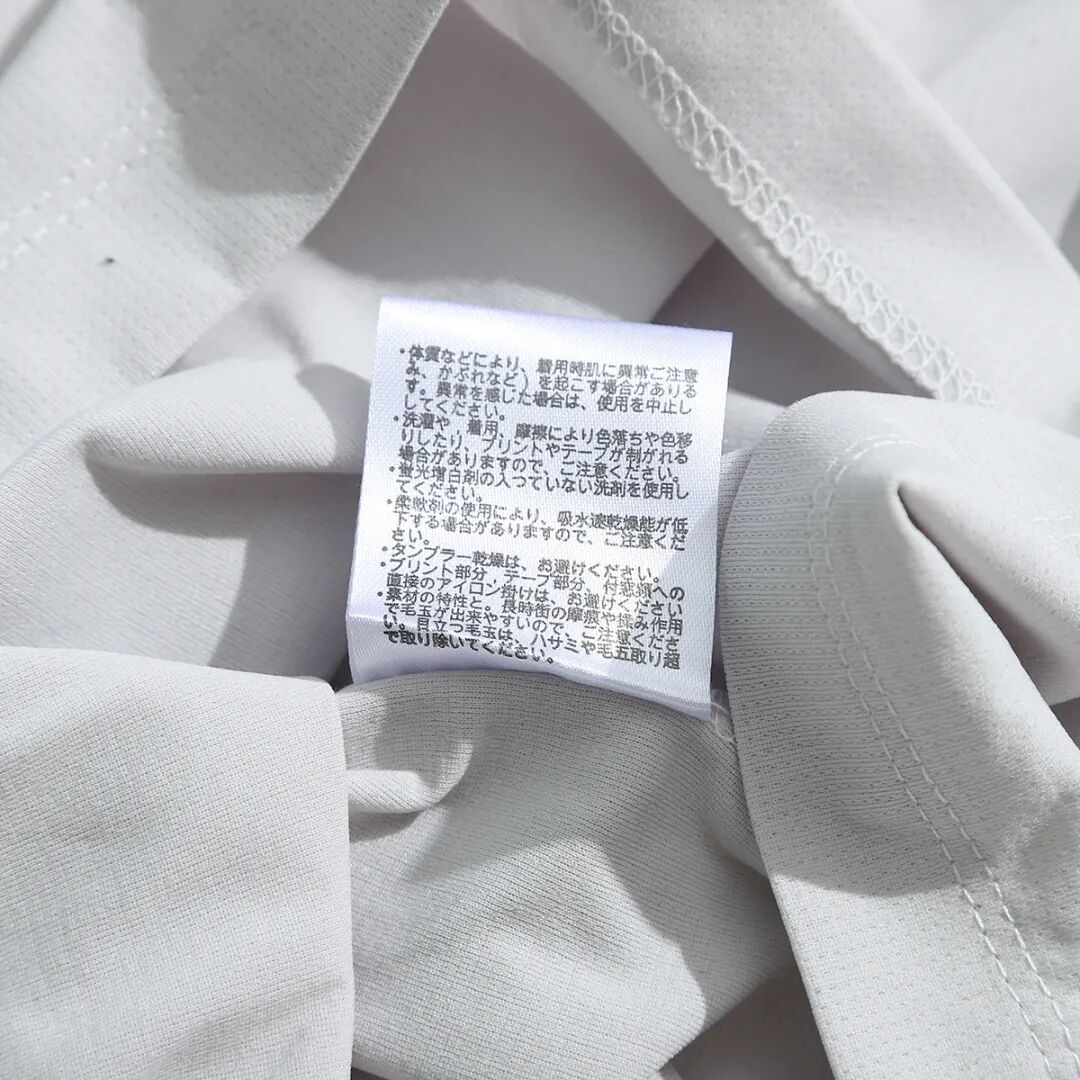 ・体質などにより、着用時肌に異常ご注意
み、かぶれなど）を起こす場合がありる
す。異常を感じた場合は、使用を中止し
してください。
・洗濯や、着用、摩擦により色落ちや色移
りしたり、プリントやテープが剥がれる
場合がありますので、ご注意ください。
・蛍光増白剤の入つていない洗剤を使用し
てください。
・柔軟剤の使用により、吸水速乾燥能が低
下する場合がありますので、ご注意くだ
さい。
・タンブラー乾燥は、お避けください。
・プリント部分、テープ部分、付 への
直接のアイロン掛けは、お避けください
・素材の特性と。長時 の摩 や揉み作用
で毛玉が出来やすいので、ご注意くださ
い。目立つ毛玉は、ハサミや毛五取り超
で取り除いてください。